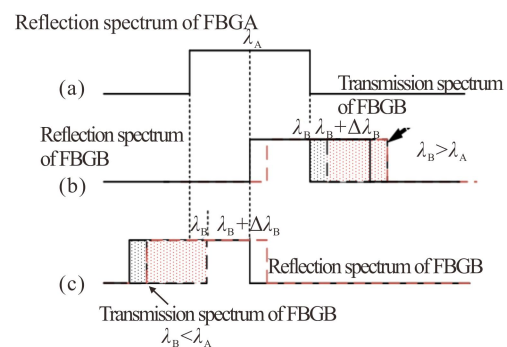 Reflection spectrum of FBGA
λA
(a)
Transmission spectrum
of FBGB
Reflection spectrum
of FBGB
λB λB+ΔλB
λB>λA
(b)
λB λB+ΔλB
Reflection spectrum of FBGB
(c)
Transmission spectrum of FBGB
λB<λA